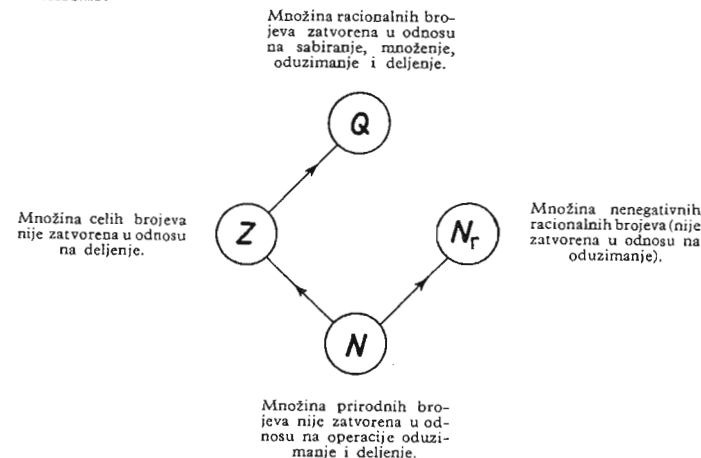 Množina racionalnih bro-
jeva zatvorena u odnosu
na sabiranje, množenje,
oduzimanje i deljenje.
Q
Množina celih brojeva
nije zatvorena u odnosu
na deljenje.
Z
Nr
Množina nenegativnih
racionalnih brojeva (nije
zatvorena u odnosu na
oduzimanje).
N
Množina prirodnih bro-
jeva nije zatvorena u od-
nosu na operacije oduzi-
manje i deljenje.